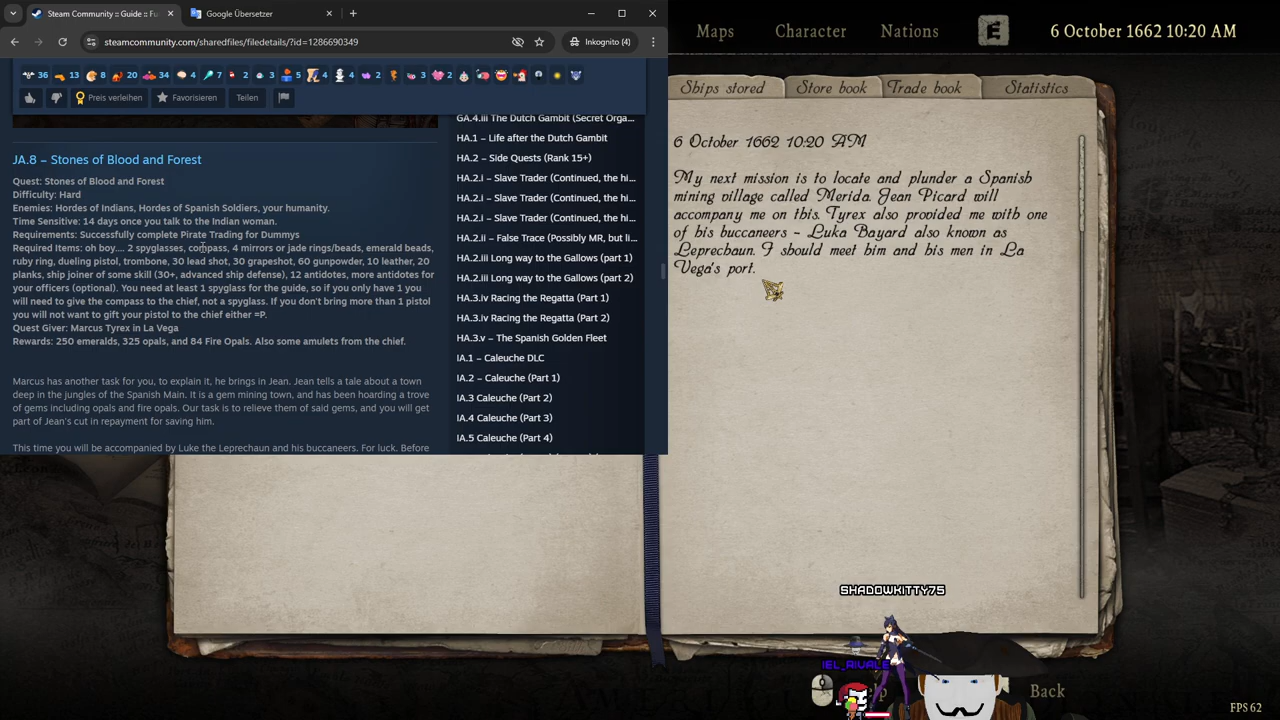 Steam Community :: Guide :: Fu
Google Übersetzer
steamcommunity.com/sharedfiles/filedetails/?id=1286690349
Inkognito (4)
36 13 8 20 34 4 7 2 3 5 4 4 2 3 2
Preis verleihen
Favorisieren
Teilen
JA.8 – Stones of Blood and Forest
Quest: Stones of Blood and Forest
Difficulty: Hard
Enemies: Hordes of Indians, Hordes of Spanish Soldiers, your humanity.
Time Sensitive: 14 days once you talk to the Indian woman.
Requirements: Successfully complete Pirate Trading for Dummys
Required Items: oh boy.... 2 spyglasses, compass, 4 mirrors or jade rings/beads, emerald beads,
ruby ring, dueling pistol, trombone, 30 lead shot, 30 grapeshot, 60 gunpowder, 10 leather, 20
planks, ship joiner of some skill (30+, advanced ship defense), 12 antidotes, more antidotes for
your officers (optional). You need at least 1 spyglass for the guide, so if you only have 1 you
will need to give the compass to the chief, not a spyglass. If you don't bring more than 1 pistol
you will not want to gift your pistol to the chief either =P.
Quest Giver: Marcus Tyrex in La Vega
Rewards: 250 emeralds, 325 opals, and 84 Fire Opals. Also some amulets from the chief.
Marcus has another task for you, to explain it, he brings in Jean. Jean tells a tale about a town
deep in the jungles of the Spanish Main. It is a gem mining town, and has been hoarding a trove
of gems including opals and fire opals. Our task is to relieve them of said gems, and you will get
part of Jean's cut in repayment for saving him.
This time you will be accompanied by Luke the Leprechaun and his buccaneers. For luck. Before
GA.4.iii The Dutch Gambit (Secret Orga...
HA.1 – Life after the Dutch Gambit
HA.2 – Side Quests (Rank 15+)
HA.2.i – Slave Trader (Continued, the hi...
HA.2.i – Slave Trader (Continued, the hi...
HA.2.i – Slave Trader (Continued, the hi...
HA.2.ii – False Trace (Possibly MR, but li...
HA.2.iii Long way to the Gallows (part 1)
HA.2.iii Long way to the Gallows (part 2)
HA.3.iv Racing the Regatta (Part 1)
HA.3.iv Racing the Regatta (Part 2)
HA.3.v – The Spanish Golden Fleet
IA.1 – Caleuche DLC
IA.2 – Caleuche (Part 1)
IA.3 Caleuche (Part 2)
IA.4 Caleuche (Part 3)
IA.5 Caleuche (Part 4)
Maps
Character
Nations
E
6 October 1662 10:20 AM
Ships stored
Store book
Trade book
Statistics
6 October 1662 10:20 AM
My next mission is to locate and plunder a Spanish
mining village called Merida. Jean Picard will
accompany me on this. Tyrex also provided me with one
of his buccaneers - Luka Bayard also known as
Leprechaun. I should meet him and his men in La
Vega's port.
SHADOWKITTY75
IEL_RIVALE
Back
FPS 62